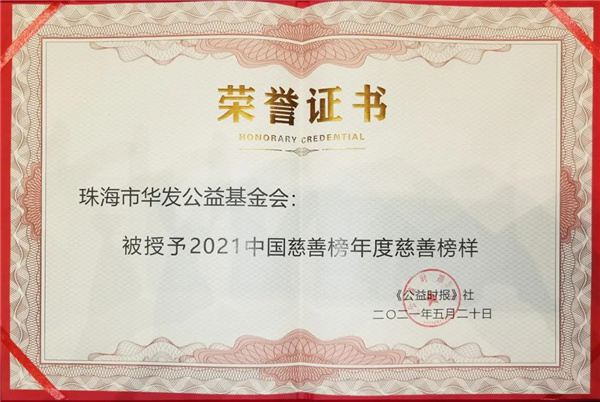 荣誉证书
HONORARY CREDENTIAL
珠海市华发公益基金会：
被授予2021中国慈善榜年度慈善榜样
《公益时报》社
二〇二一年五月二十日